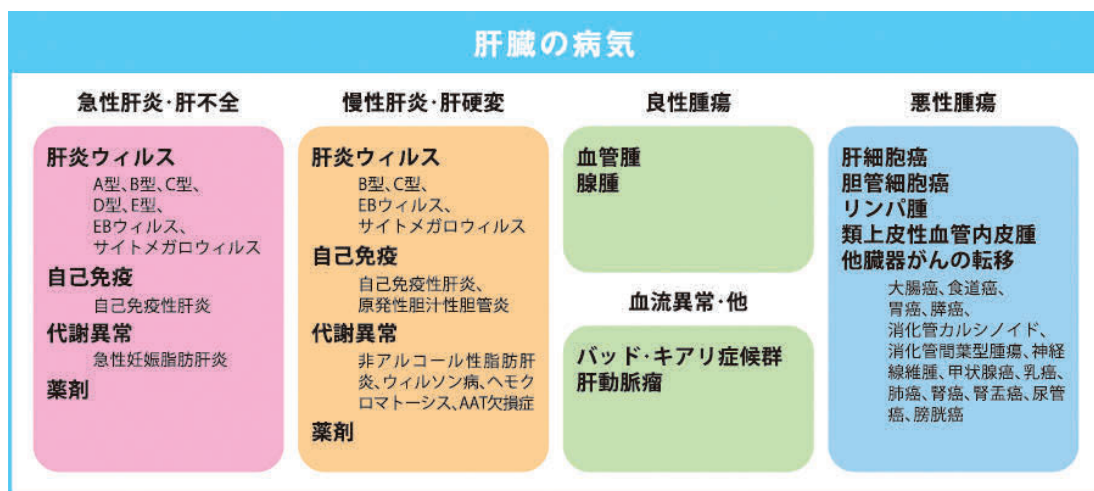 肝臓の病気
急性肝炎・肝不全
肝炎ウィルス
A型、B型、C型、
D型、E型、
EBウィルス、
サイトメガロウィルス
自己免疫
自己免疫性肝炎
代謝異常
急性妊娠脂肪肝炎
薬剤
慢性肝炎・肝硬変
肝炎ウィルス
B型、C型、
EBウィルス、
サイトメガロウィルス
自己免疫
自己免疫性肝炎、
原発性胆汁性胆管炎
代謝異常
非アルコール性脂肪肝
炎、ウィルソン病、ヘモク
ロマトーシス、AAT欠損症
薬剤
良性腫瘍
血管腫
腺腫
血流異常・他
バッド・キアリ症候群
肝動脈瘤
悪性腫瘍
肝細胞癌
胆管細胞癌
リンパ腫
類上皮性血管内皮腫
他臓器がんの転移
大腸癌、食道癌、
胃癌、膵癌、
消化管カルシノイド、
消化管間葉型腫瘍、神経
線維腫、甲状腺癌、乳癌、
肺癌、腎癌、腎盂癌、尿管
癌、膀胱癌